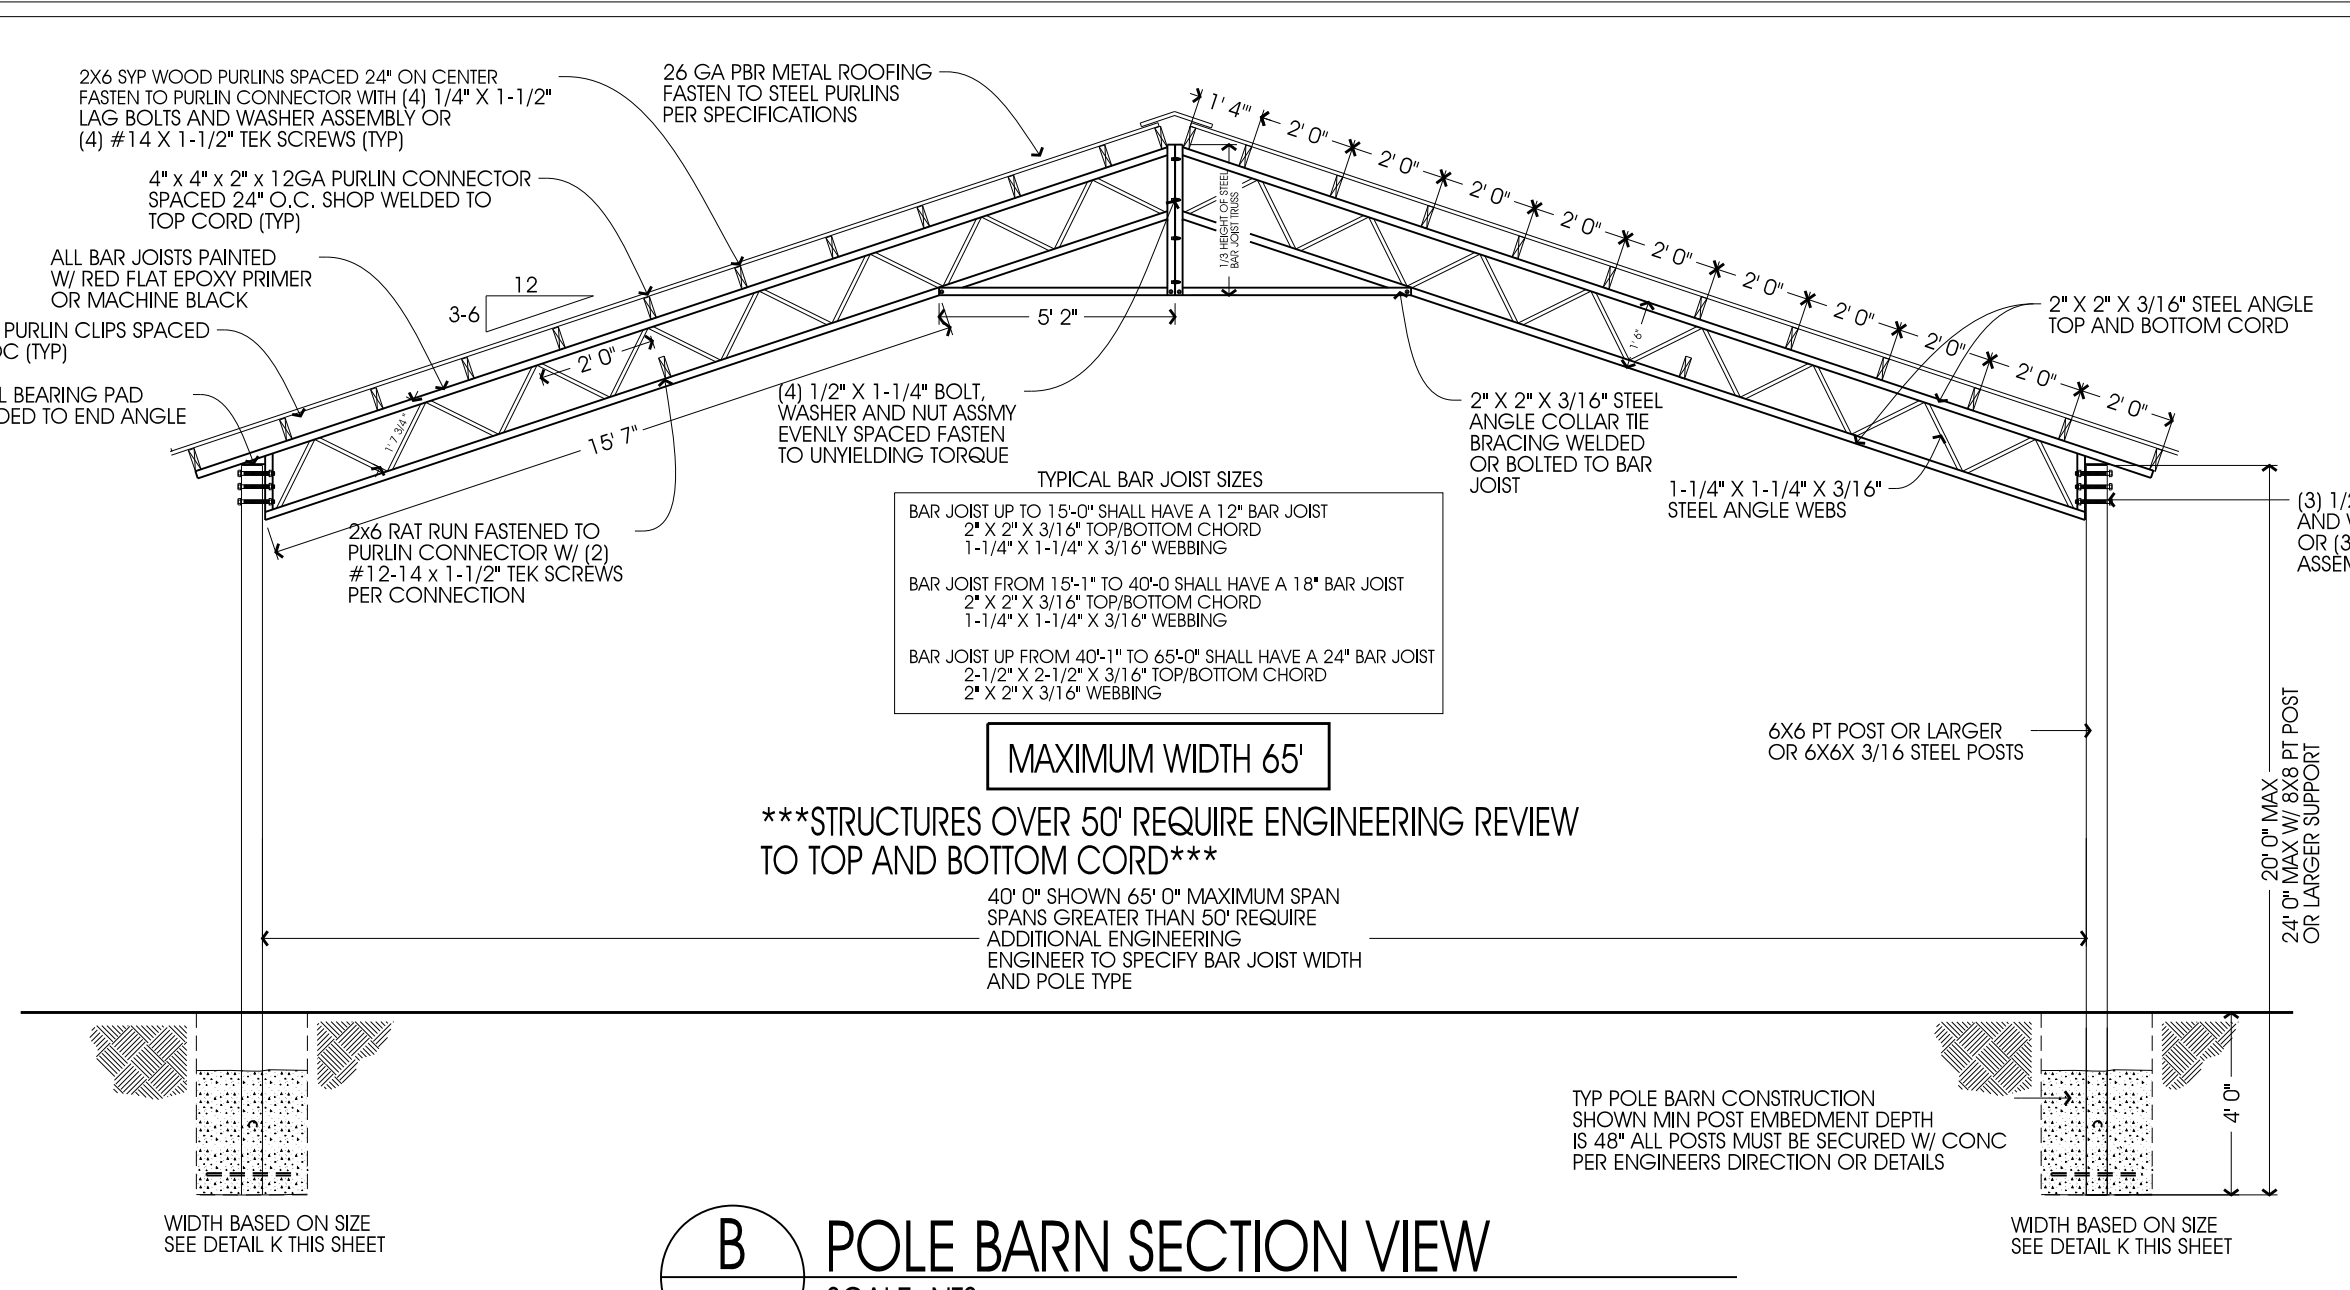 2X6 SYP WOOD PURLINS SPACED 24" ON CENTER
FASTEN TO PURLIN CONNECTOR WITH (4) 1/4" X 1-1/2"
LAG BOLTS AND WASHER ASSEMBLY OR
(4) #14 X 1-1/2" TEK SCREWS (TYP)
26 GA PBR METAL ROOFING
FASTEN TO STEEL PURLINS
PER SPECIFICATIONS
4" x 4" x 2" x 12GA PURLIN CONNECTOR
SPACED 24" O.C. SHOP WELDED TO
TOP CORD (TYP)
ALL BAR JOISTS PAINTED
W/ RED FLAT EPOXY PRIMER
OR MACHINE BLACK
12
3-6
PURLIN CLIPS SPACED
OC (TYP)
BEARING PAD
TO END ANGLE
1' 4"'
2' 0"
2' 0"
2' 0"
2' 0"
2' 0"
2' 0"
2' 0"
2' 0"
2' 0"
2' 0"
1/3 HEIGHT OF STEEL
BAR JOIST TRUSS
5' 2"
2' 0"
1' 7 3/4"
15' 7"
1' 6"
2" X 2" X 3/16" STEEL ANGLE
TOP AND BOTTOM CORD
(4) 1/2" X 1-1/4" BOLT,
WASHER AND NUT ASSMY
EVENLY SPACED FASTEN
TO UNYIELDING TORQUE
2" X 2" X 3/16" STEEL
ANGLE COLLAR TIE
BRACING WELDED
OR BOLTED TO BAR
JOIST
1-1/4" X 1-1/4" X 3/16"
STEEL ANGLE WEBS
(3) 1/2
AND
OR (3
2x6 RAT RUN FASTENED TO
PURLIN CONNECTOR W/ (2)
#12-14 x 1-1/2" TEK SCREWS
PER CONNECTION
TYPICAL BAR JOIST SIZES
BAR JOIST UP TO 15'-0" SHALL HAVE A 12" BAR JOIST
2" X 2" X 3/16" TOP/BOTTOM CHORD
1-1/4" X 1-1/4" X 3/16" WEBBING
BAR JOIST FROM 15'-1" TO 40'-0 SHALL HAVE A 18" BAR JOIST
2" X 2" X 3/16" TOP/BOTTOM CHORD
1-1/4" X 1-1/4" X 3/16" WEBBING
BAR JOIST UP FROM 40'-1" TO 65'-0" SHALL HAVE A 24" BAR JOIST
2-1/2" X 2-1/2" X 3/16" TOP/BOTTOM CHORD
2" X 2" X 3/16" WEBBING
MAXIMUM WIDTH 65'
***STRUCTURES OVER 50' REQUIRE ENGINEERING REVIEW
TO TOP AND BOTTOM CORD***
40' 0" SHOWN 65' 0" MAXIMUM SPAN
SPANS GREATER THAN 50' REQUIRE
ADDITIONAL ENGINEERING
ENGINEER TO SPECIFY BAR JOIST WIDTH
AND POLE TYPE
6X6 PT POST OR LARGER
OR 6X6X 3/16 STEEL POSTS
20' 0" MAX
24' 0" MAX W/ 8X8 PT POST
OR LARGER SUPPORT
4' 0"
TYP POLE BARN CONSTRUCTION
SHOWN MIN POST EMBEDMENT DEPTH
IS 48" ALL POSTS MUST BE SECURED W/ CONC
PER ENGINEERS DIRECTION OR DETAILS
WIDTH BASED ON SIZE
SEE DETAIL K THIS SHEET
WIDTH BASED ON SIZE
SEE DETAIL K THIS SHEET
B
POLE BARN SECTION VIEW